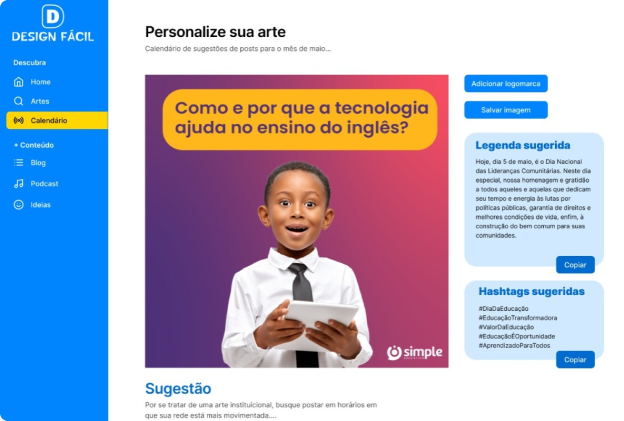 DESIGN FÁCIL
Descubra
Home
Artes
Calendário
+ Conteúdo
Blog
Podcast
Ideias
Personalize sua arte
Calendário de sugestões de posts para o mês de maio...
Como e por que a tecnologia
ajuda no ensino do inglês?
simple
Sugestão
Por se tratar de uma arte instituicional, busque postar em horários em
que sua rede está mais movimentada....
Adicionar logomarca
Salvar imagem
Legenda sugerida
Hoje, dia 5 de maio, é o Dia Nacional
das Lideranças Comunitárias. Neste dia
especial, nossa homenagem e gratidão
a todos aqueles e aquelas que dedicam
seu tempo e energia às lutas por
políticas públicas, garantia de direitos e
melhores condições de vida, enfim, à
construção do bem comum para suas
comunidades.
Copiar
Hashtags sugeridas
#DiaDaEducação
#EducaçãoTransformadora
#ValorDaEducação
#EducaçãoÉOportunidade
#AprendizadoParaTodos
Copiar